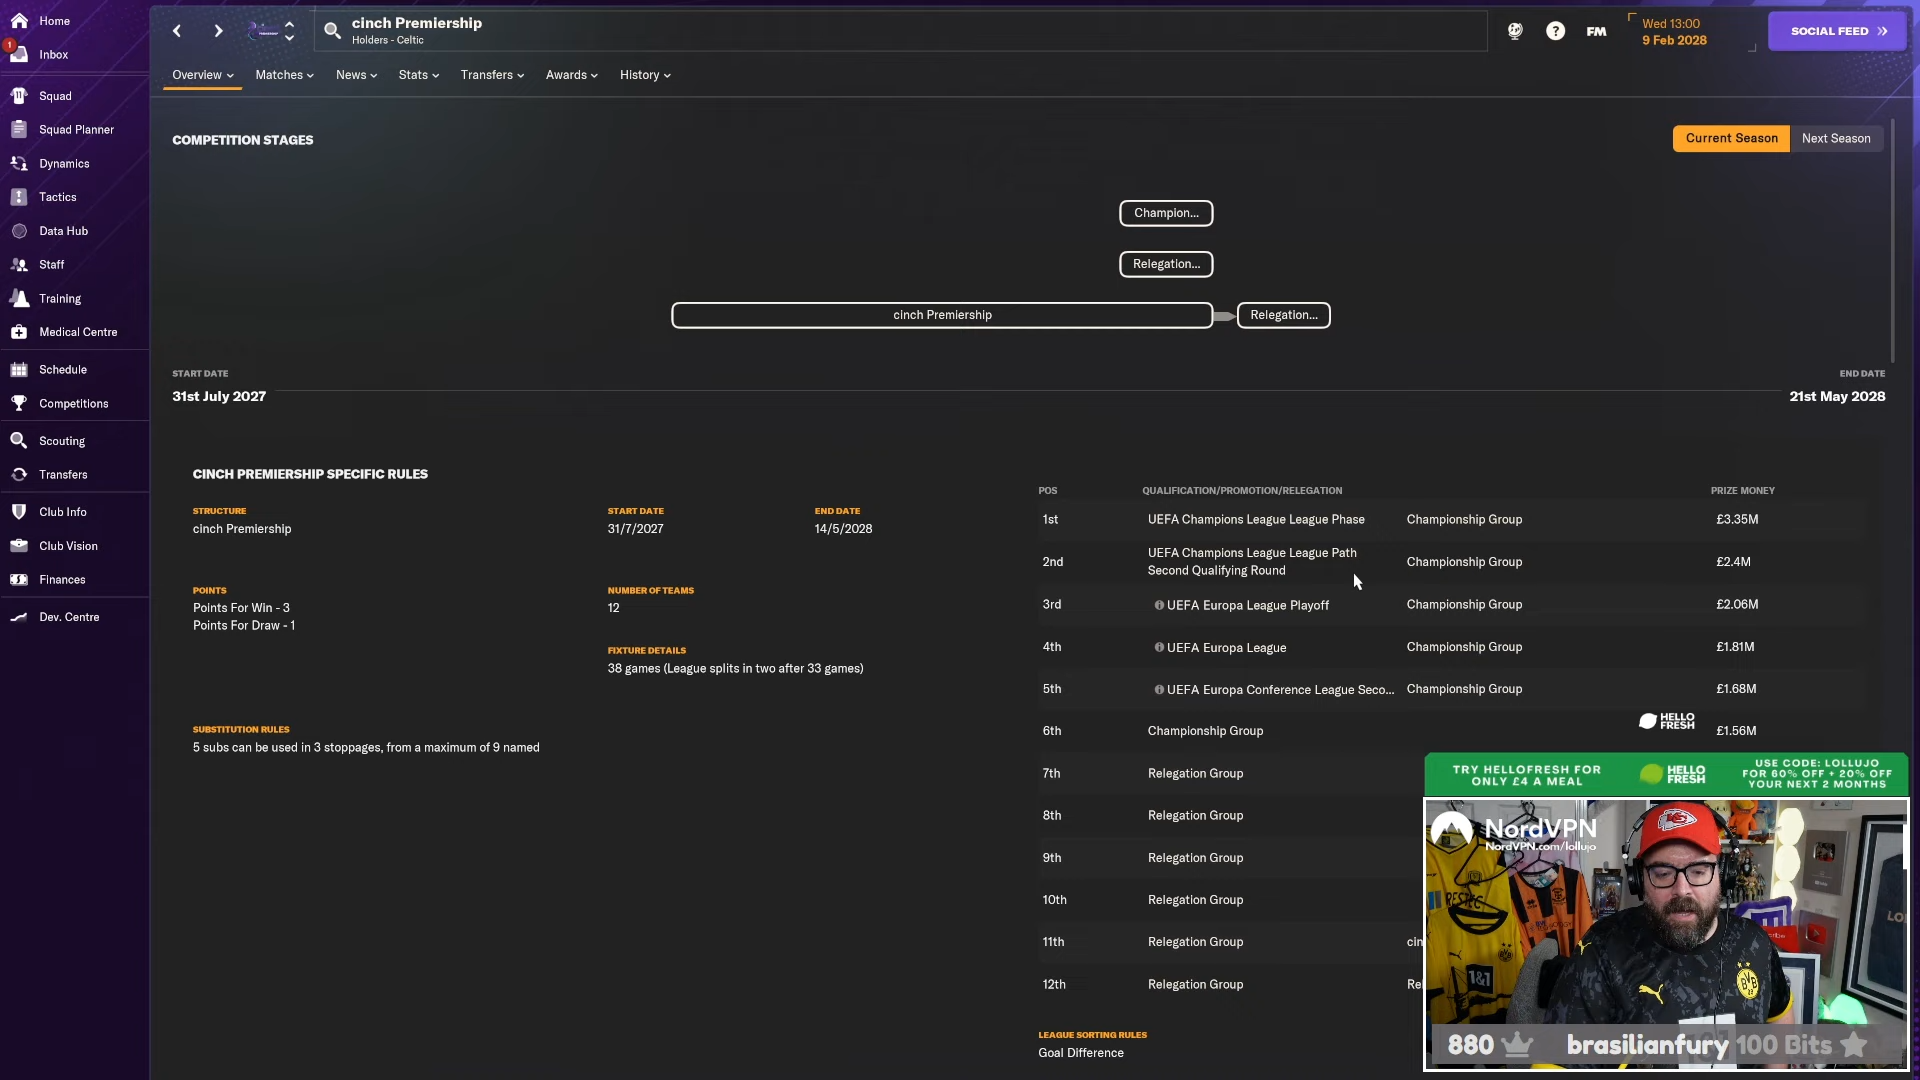 Home
cinch Premiership
Holders - Celtic
FM
Wed 13:00
9 Feb 2028
SOCIAL FEED
1
Inbox
Overview
Matches
News
Stats
Transfers
Awards
History
Squad
Squad Planner
Dynamics
Tactics
Data Hub
Staff
Training
Medical Centre
Schedule
Competitions
Scouting
Transfers
Club Info
Club Vision
Finances
Dev. Centre
COMPETITION STAGES
Current Season
Next Season
Champion...
Relegation...
cinch Premiership
Relegation...
START DATE
31st July 2027
END DATE
21st May 2028
CINCH PREMIERSHIP SPECIFIC RULES
STRUCTURE
cinch Premiership
START DATE
31/7/2027
END DATE
14/5/2028
POINTS
Points For Win - 3
Points For Draw - 1
NUMBER OF TEAMS
12
FIXTURE DETAILS
38 games (League splits in two after 33 games)
SUBSTITUTION RULES
5 subs can be used in 3 stoppages, from a maximum of 9 named
POS QUALIFICATION/PROMOTION/RELEGATION PRIZE MONEY
1st UEFA Champions League League Phase Championship Group £3.35M
2nd UEFA Champions League League Path
Second Qualifying Round Championship Group £2.4M
3rd UEFA Europa League Playoff Championship Group £2.06M
4th UEFA Europa League Championship Group £1.81M
5th UEFA Europa Conference League Seco... Championship Group £1.68M
6th Championship Group £1.56M
7th Relegation Group
8th Relegation Group
9th Relegation Group
10th Relegation Group
11th Relegation Group cin
12th Relegation Group Rel
LEAGUE SORTING RULES
Goal Difference
HELLO
FRESH
TRY HELLOFRESH FOR
ONLY £4 A MEAL
HELLO
FRESH
USE CODE: LOLLUJO
FOR 60% OFF + 20% OFF
YOUR NEXT 2 MONTHS
NordVPN
NordVPN.com/lollujo
1&1
BVB
880
brasilianfury 100 Bits